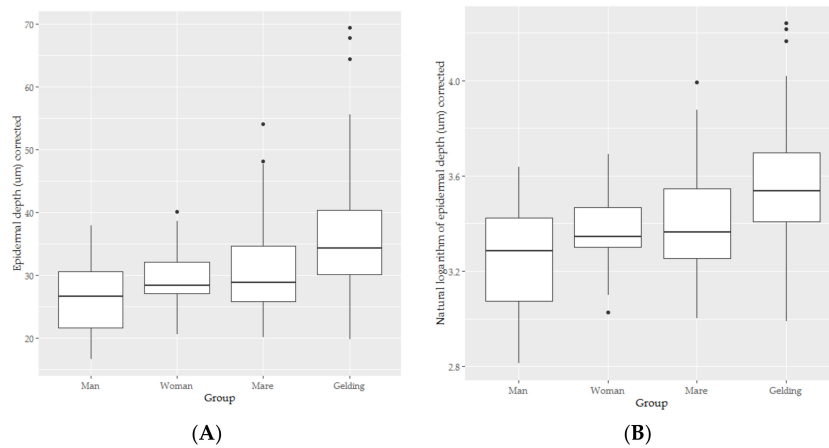 Epidermal depth (um) corrected
70
60
50
40
30
20
Man Woman Mare Gelding
Group
(A)
Natural logarithm of epidermal depth (um) corrected
4.0
3.6
3.2
2.8
Man Woman Mare Gelding
Group
(B)